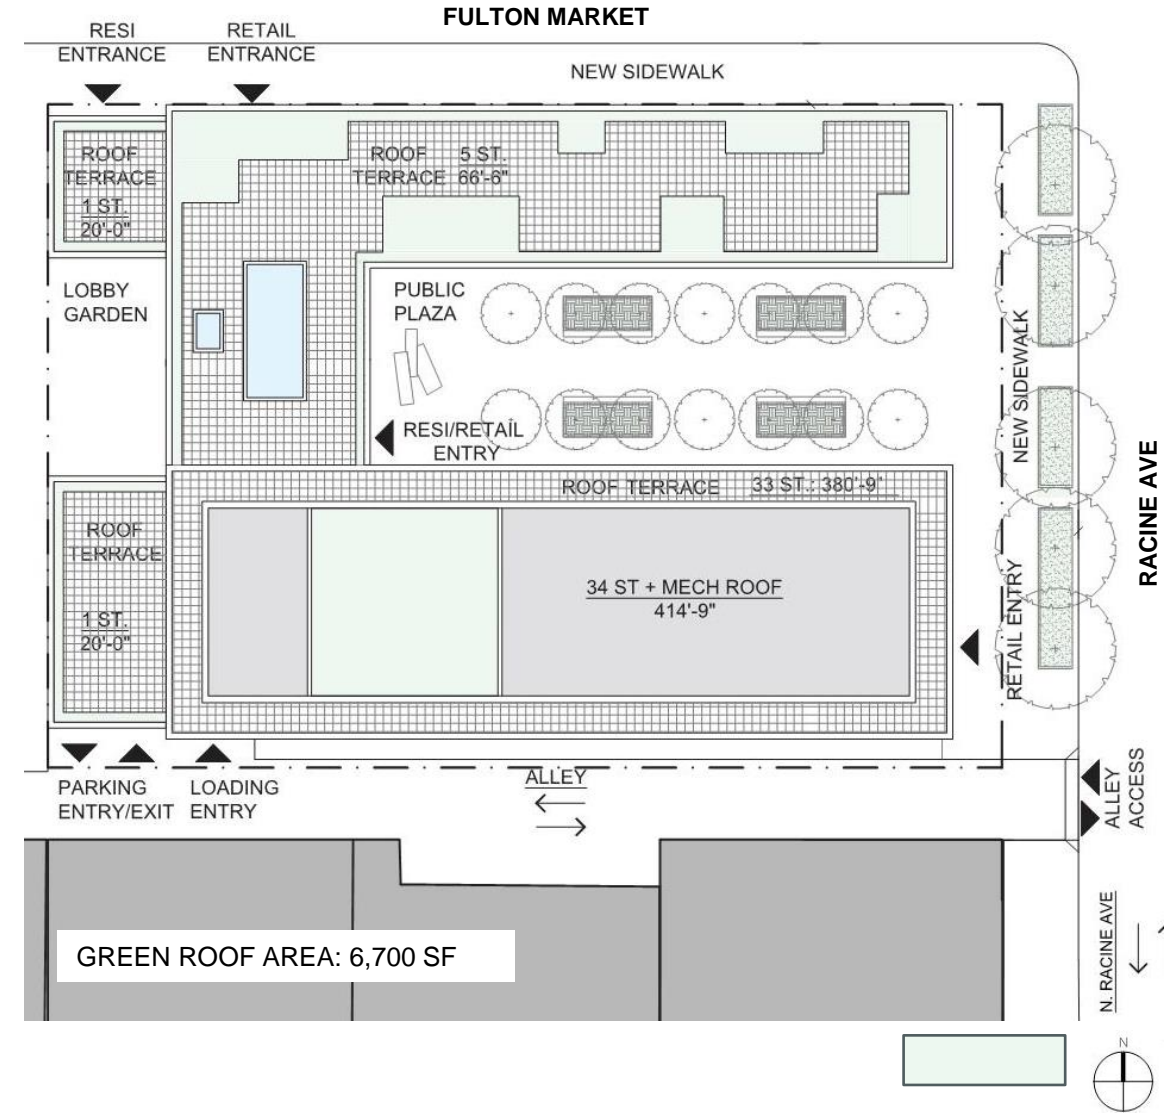 FULTON MARKET
RESI
ENTRANCE
RETAIL
ENTRANCE
NEW SIDEWALK
ROOF
TERRACE
1 ST.
20'-0"
ROOF
TERRACE
5 ST.
66'-6"
LOBBY
GARDEN
PUBLIC
PLAZA
NEW SIDEWALK
RESI/RETAIL
ENTRY
RACINE AVE
ROOF TERRACE 33 ST.: 380'-9'
ROOF
TERRACE
1 ST.
20'-0"
34 ST + MECH ROOF
414'-9"
RETAIL ENTRY
PARKING
ENTRY/EXIT
LOADING
ENTRY
ALLEY
ALLEY
ACCESS
N. RACINE AVE
GREEN ROOF AREA: 6,700 SF
N